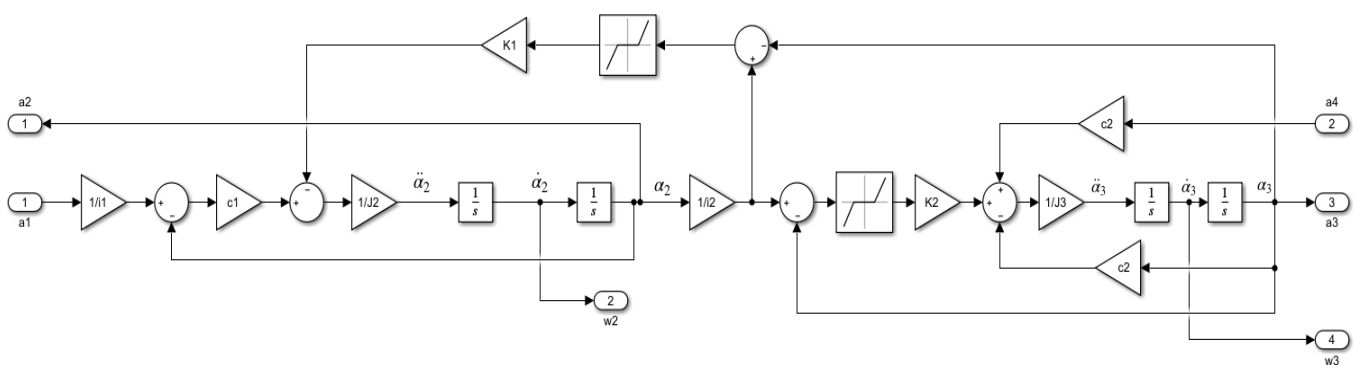 K1
−
+
a2
1
c2
a4
2
1
a1
1/i1
+
−
c1
−
+
1/J2
α̈₂
1/s
α̇₂
1/s
α₂
1/i2
+
−
K2
+
+
−
1/J3
α̈₃
1/s
α̇₃
1/s
α₃
3
a3
c2
2
w2
4
w3